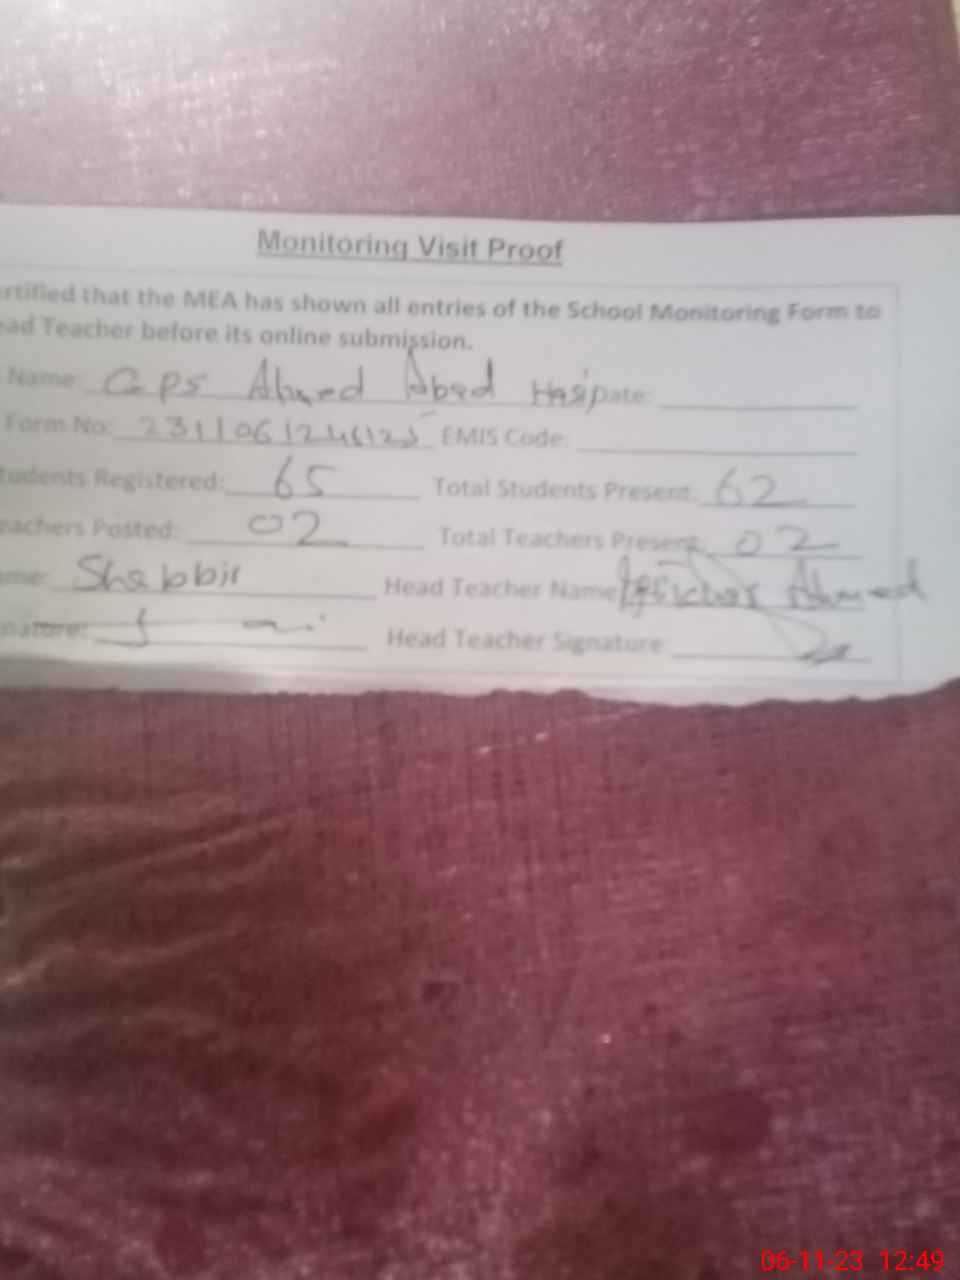 Monitoring Visit Proof
rtified that the MEA has shown all entries of the School Monitoring Form to
ead Teacher before its online submission.
Name: GPS Ahmed Abad Date:
Form No: EMIS Code:
tudents Registered: 65 Total Students Present: 62
eachers Posted: 02 Total Teachers Present: 02
ame: Shabbir Head Teacher Name Ahmed
nature: Head Teacher Signature:
06-11-23 12:49